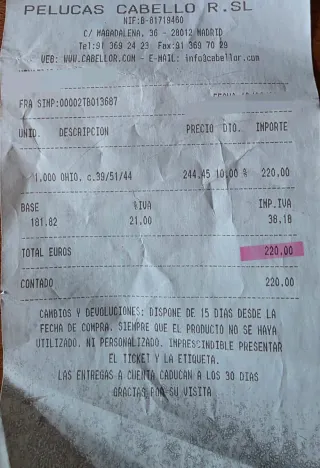 PELUCAS CABELLO R.SL
NIF:B-81719460
C/ MAGADALENA, 36 - 28012 MADRID
Tel:91 369 24 23 Fax:91 369 70 29
WEB: WWW.CABELLOR.COM - E-MAIL: info@cabellor.com
FRA SIMP:00002TB013687
UNID. DESCRIPCION PRECIO DTO. IMPORTE
1.000 OHIO. c.39/51/44 244.45 10.00 % 220.00
BASE %IVA IMP.IVA
181.82 21.00 38.18
TOTAL EUROS 220.00
CONTADO 220.00
CAMBIOS Y DEVOLUCIONES: DISPONE DE 15 DIAS DESDE LA
FECHA DE COMPRA. SIEMPRE QUE EL PRODUCTO NO SE HAYA
UTILIZADO. NI PERSONALIZADO. IMPRESCINDIBLE PRESENTAR
EL TICKET Y LA ETIQUETA.
LAS ENTREGAS A CUENTA CADUCAN A LOS 30 DIAS
GRACIAS POR SU VISITA